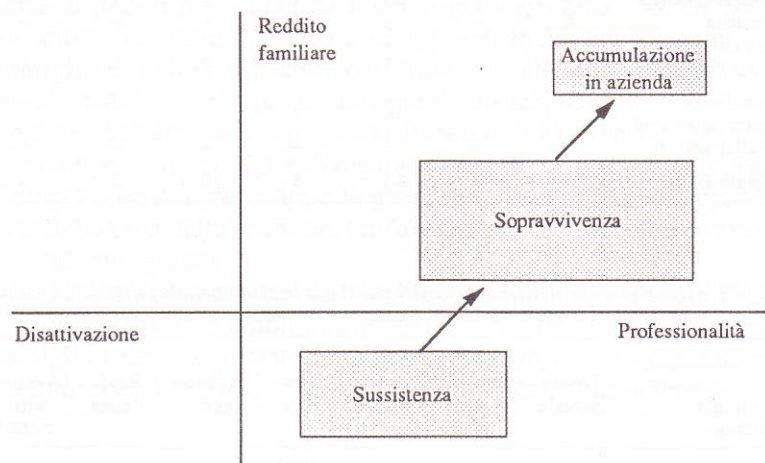 Reddito
familiare
Accumulazione
in azienda
Sopravvivenza
Disattivazione
Professionalità
Sussistenza